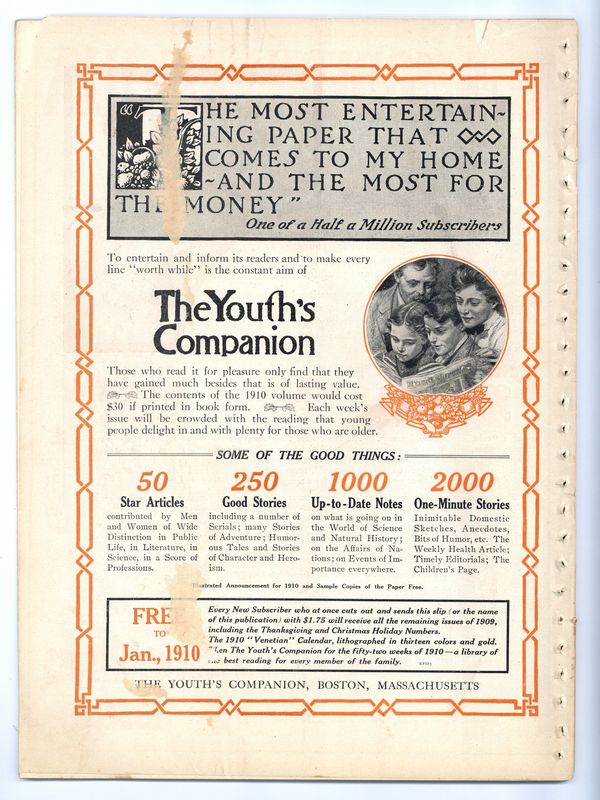 "THE MOST ENTERTAIN-
ING PAPER THAT
COMES TO MY HOME
-AND THE MOST FOR
THE MONEY"
One of a Half a Million Subscribers
To entertain and inform its readers and to make every
line "worth while" is the constant aim of
The Youth's
Companion
Those who read it for pleasure only find that they
have gained much besides that is of lasting value.
The contents of the 1910 volume would cost
$30 if printed in book form. Each week's
issue will be crowded with the reading that young
people delight in and with plenty for those who are older.
SOME OF THE GOOD THINGS:
50 250 1000 2000
Star Articles Good Stories Up-to-Date Notes One-Minute Stories
contributed by Men
and Women of Wide
Distinction in Public
Life, in Literature, in
Science, in a Score of
Professions.
including a number of
Serials; many Stories
of Adventure; Humor-
ous Tales and Stories
of Character and Hero-
ism.
on what is going on in
the World of Science
and Natural History;
on the Affairs of Na-
tions; on Events of Im-
portance everywhere.
Inimitable Domestic
Sketches, Anecdotes,
Bits of Humor, etc. The
Weekly Health Article;
Timely Editorials; The
Children's Page.
Illustrated Announcement for 1910 and Sample Copies of the Paper Free.
FREE
TO
Jan., 1910
Every New Subscriber who at once cuts out and sends this slip (or the name
of this publication) with $1.75 will receive all the remaining issues of 1909,
including the Thanksgiving and Christmas Holiday Numbers.
The 1910 "Venetian" Calendar, lithographed in thirteen colors and gold.
Then The Youth's Companion for the fifty-two weeks of 1910—a library of
the best reading for every member of the family.
THE YOUTH'S COMPANION, BOSTON, MASSACHUSETTS